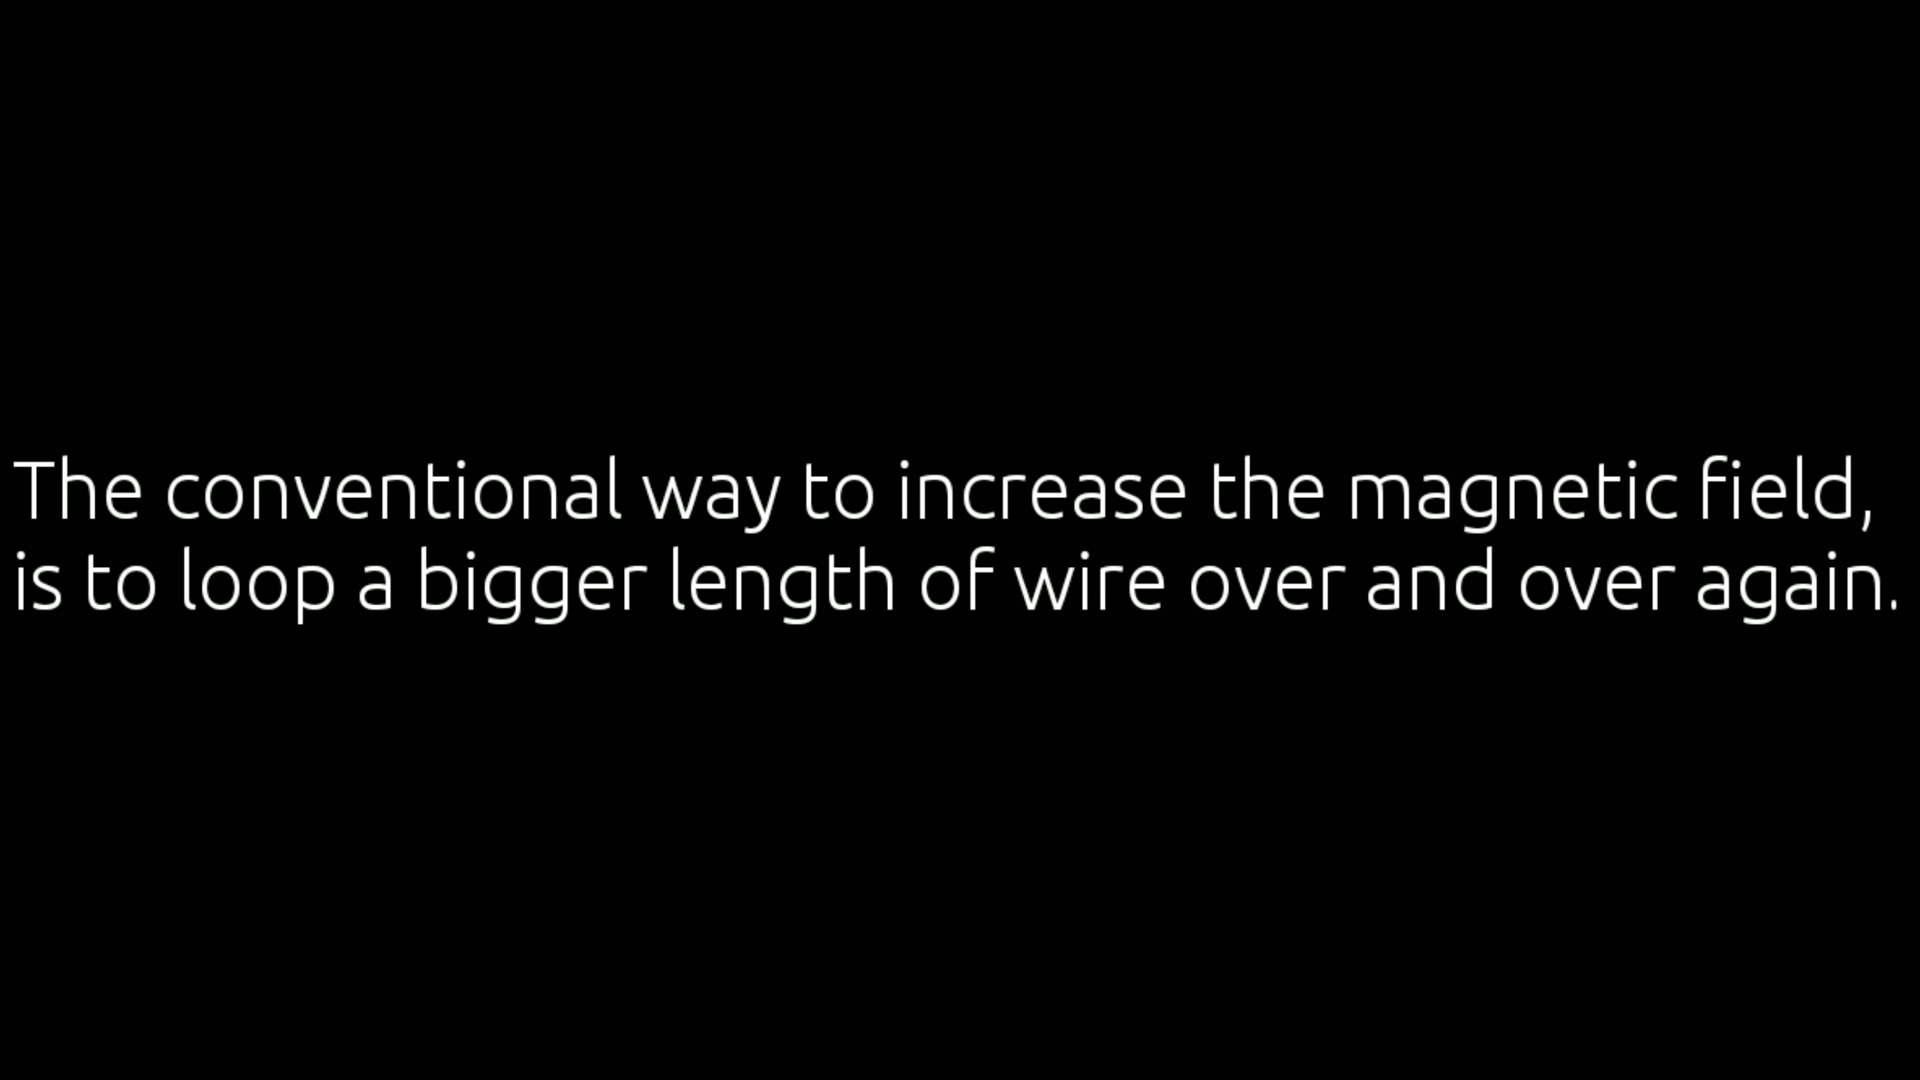 The conventional way to increase the magnetic field,
is to loop a bigger length of wire over and over again.